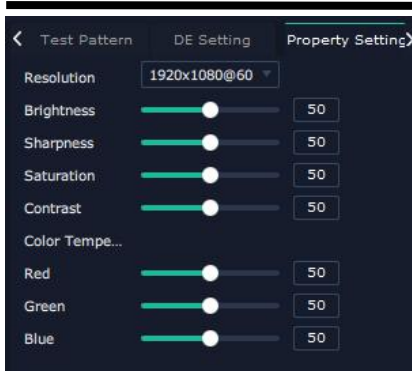 Test Pattern DE Setting Property Setting
Resolution 1920x1080@60
Brightness 50
Sharpness 50
Saturation 50
Contrast 50
Color Tempe...
Red 50
Green 50
Blue 50